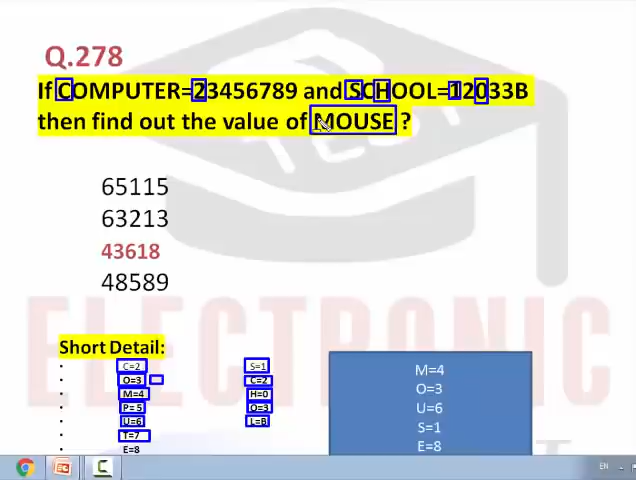 Q.278
If COMPUTER=23456789 and SCHOOL=12033B
then find out the value of MOUSE ?
65115
63213
43618
48589
Short Detail:
• C=2 S=1
• O=3 C=2
• M=4 H=0
• P= 5 O=3
• U=6 L=B
• T=7
• E=8
M=4
O=3
U=6
S=1
E=8
TEST
ELECTRONIC
EN